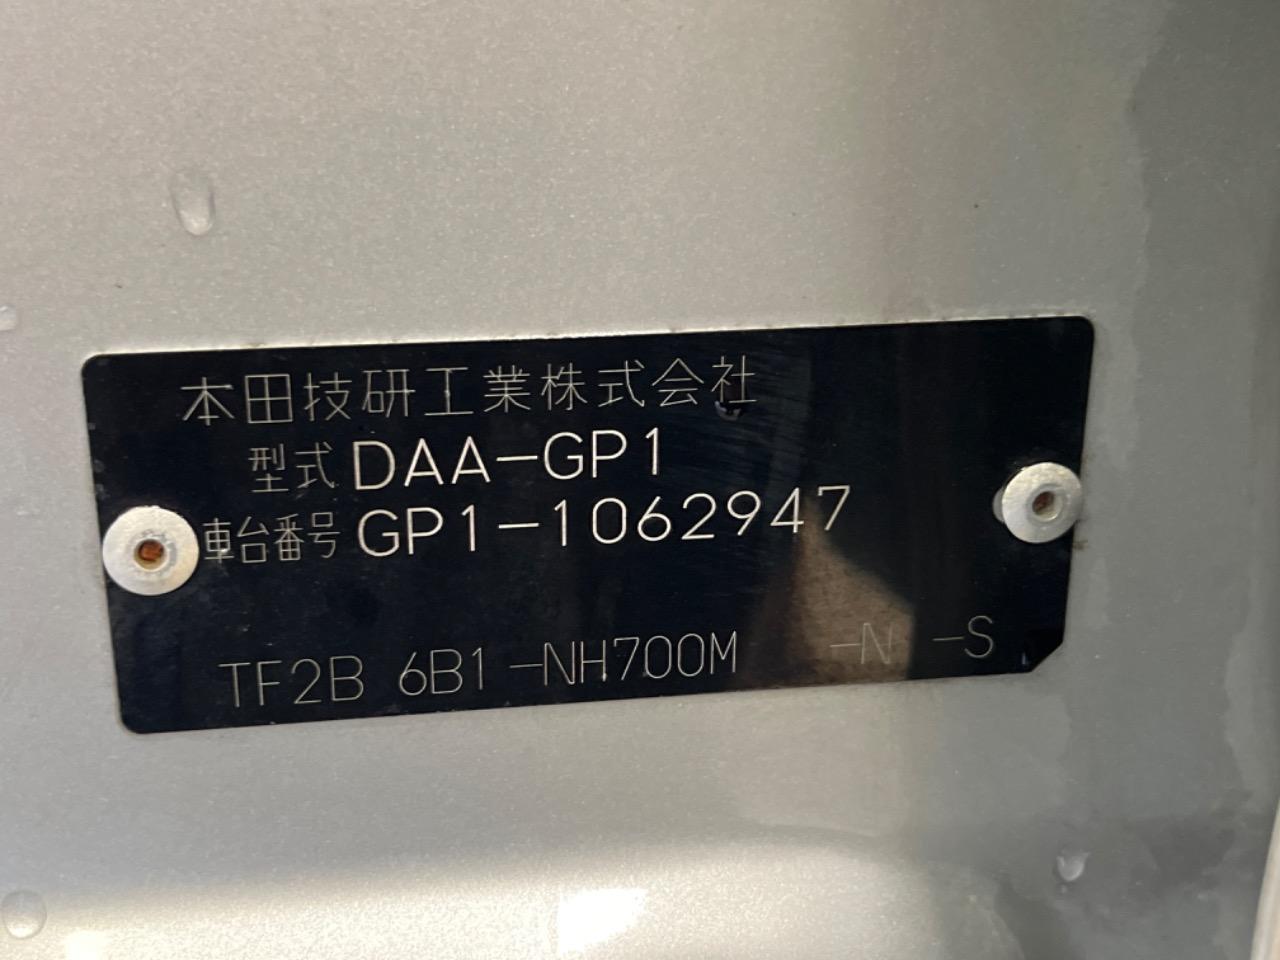 本田技研工業株式会社
型式 DAA-GP1
車台番号 GP1-1062947
TF2B 6B1 -NH700M -N -S